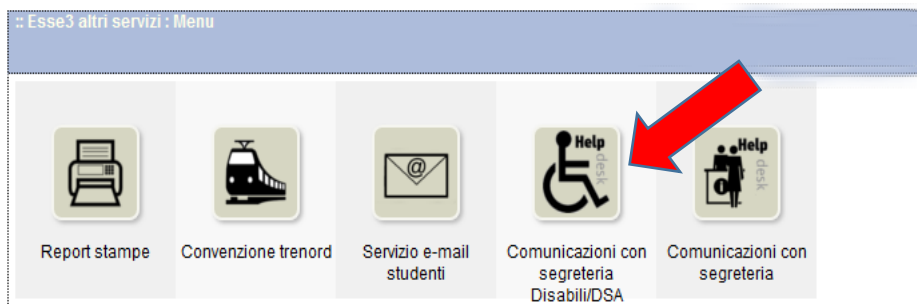 :: Esse3 altri servizi : Menu
@
Help
desk
Help
desk
Report stampe
Convenzione trenord
Servizio e-mail
studenti
Comunicazioni con
segreteria
Disabili/DSA
Comunicazioni con
segreteria